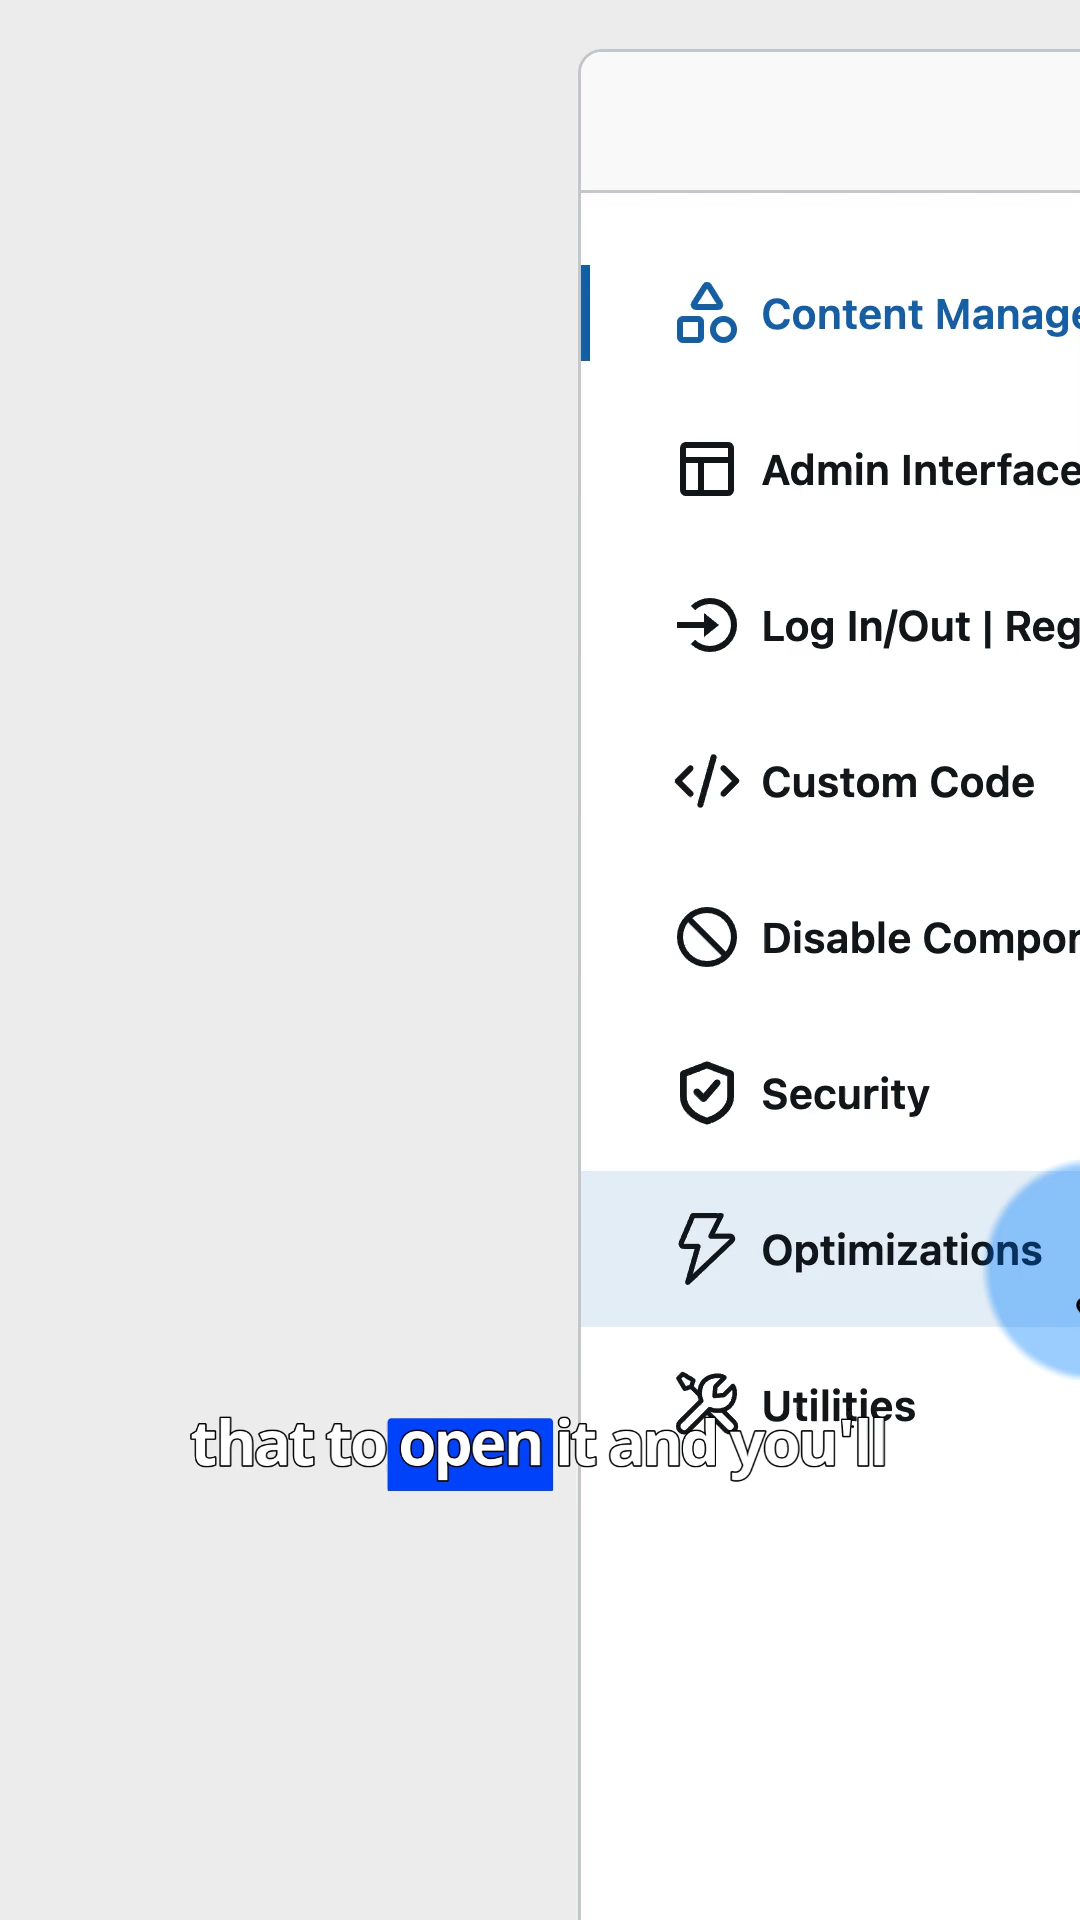 Content Manage
Admin Interface
Log In/Out | Reg
Custom Code
Disable Compon
Security
Optimizations
Utilities
that to open it and you'll